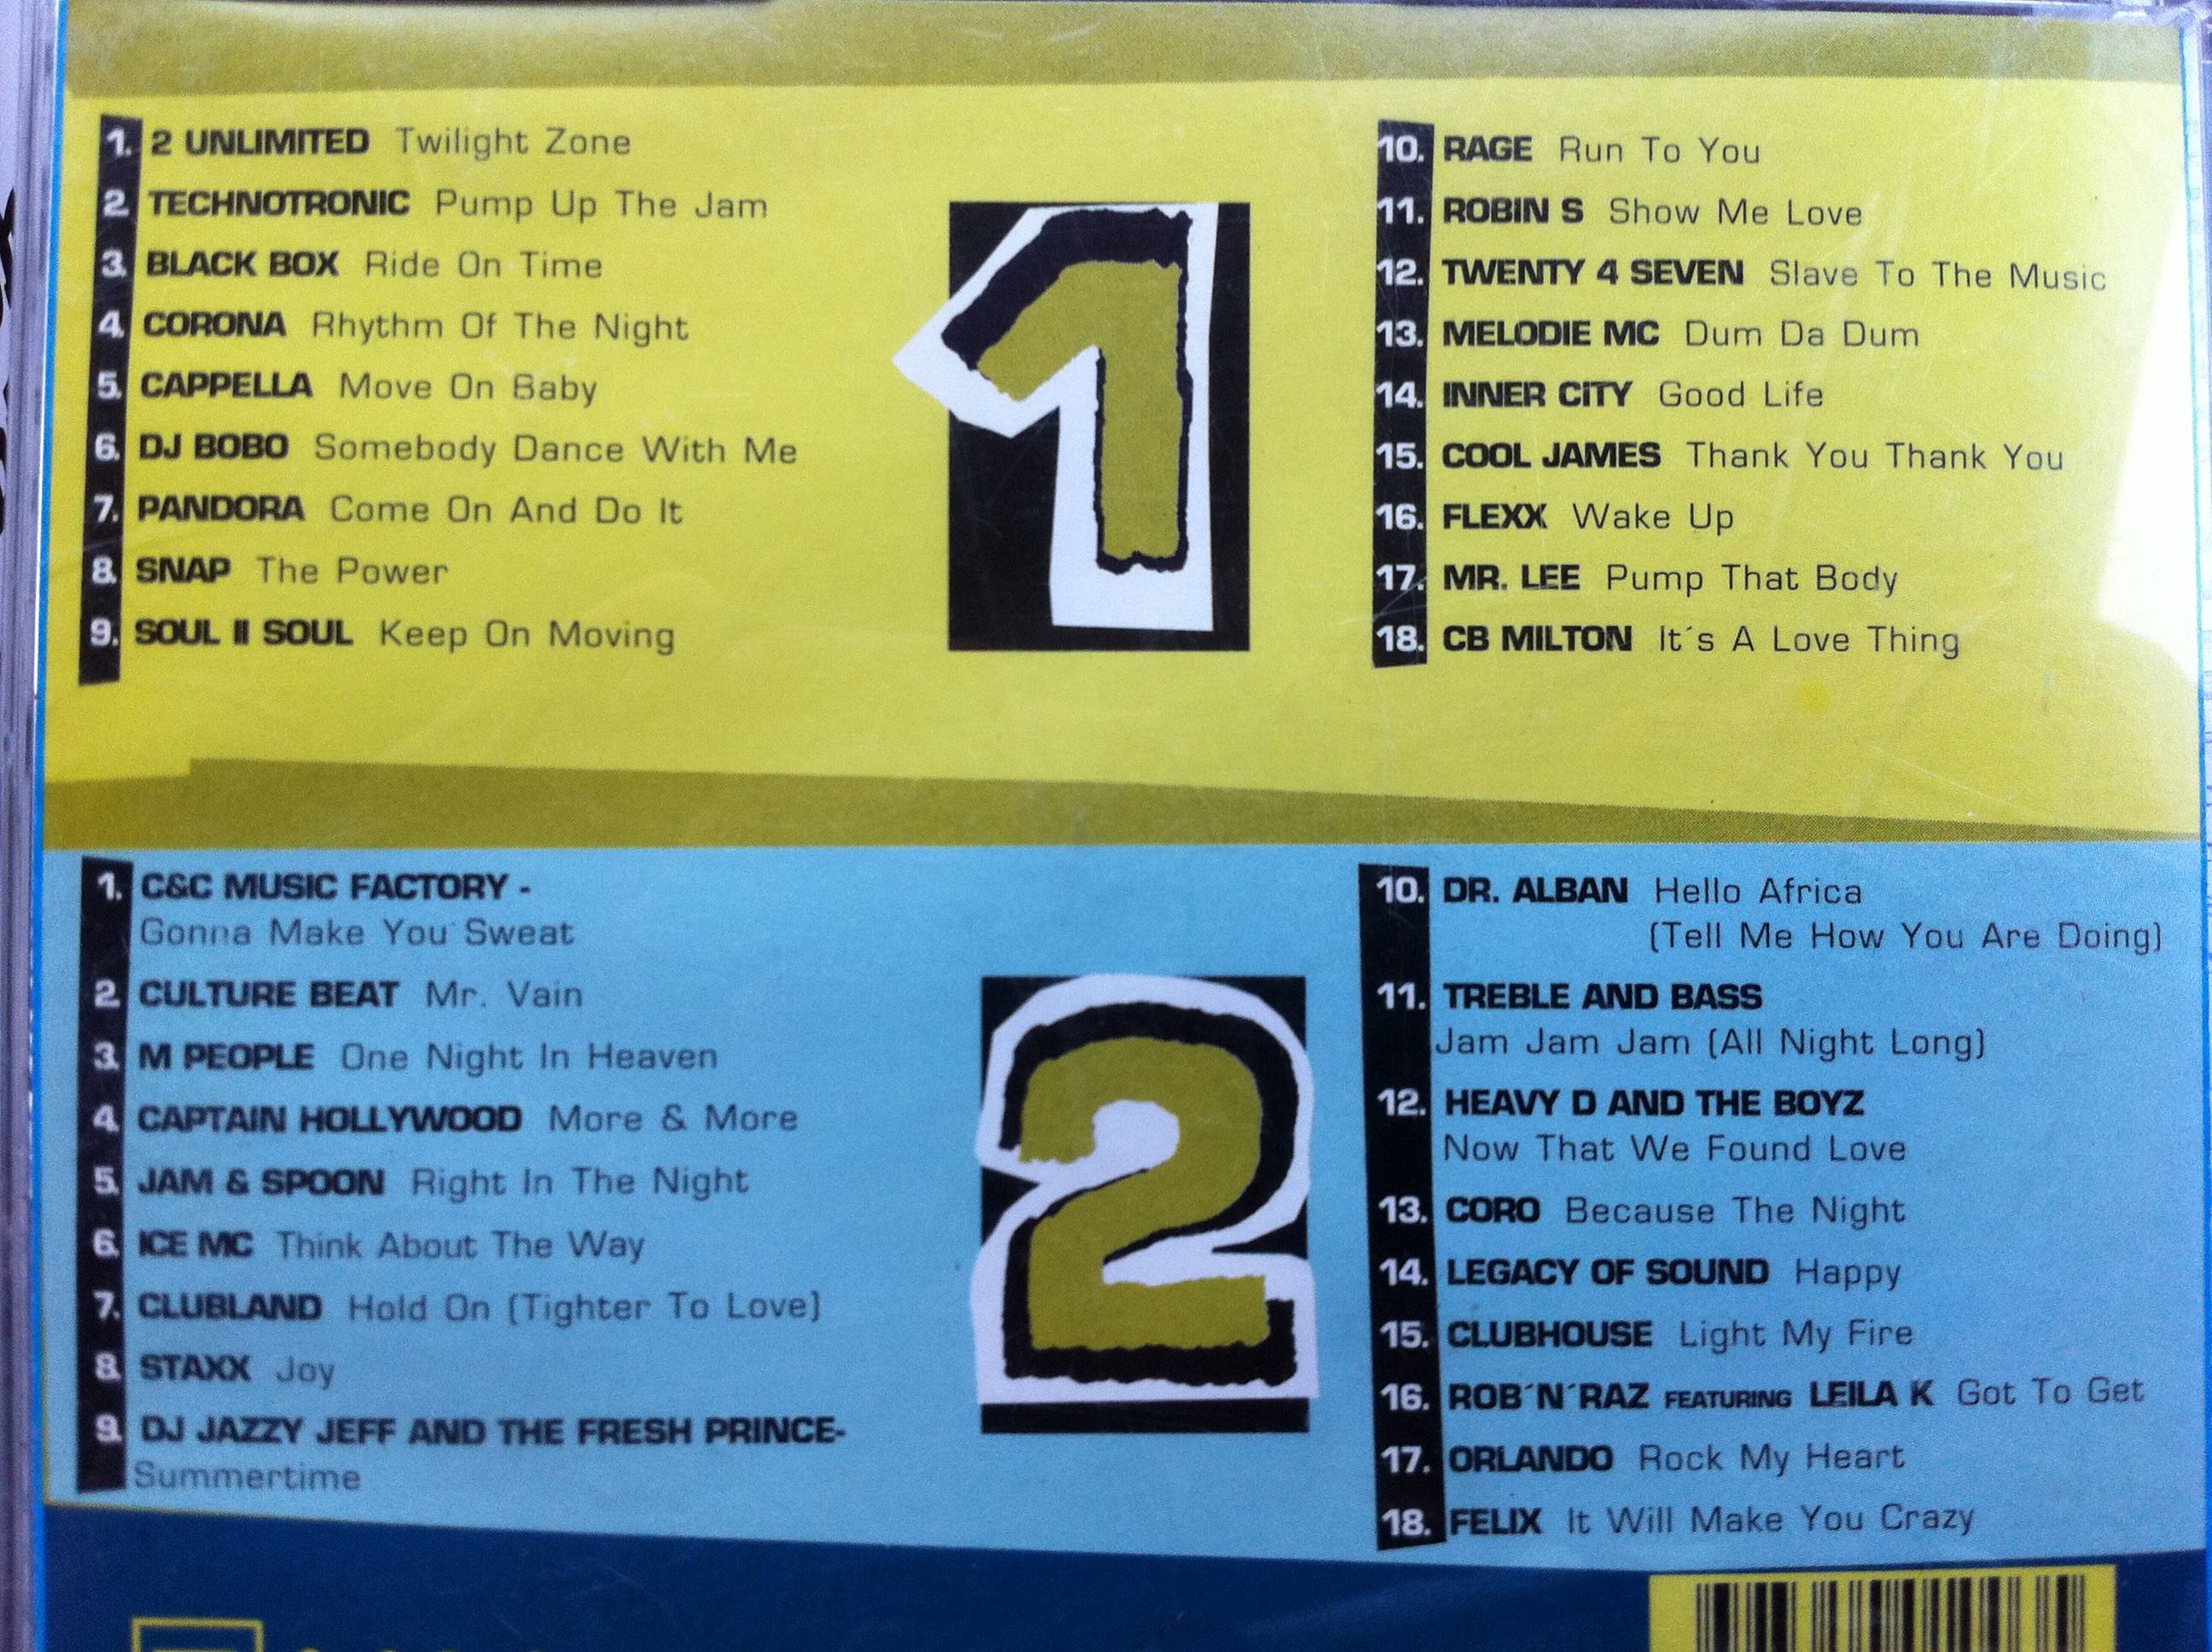 1. 2 UNLIMITED Twilight Zone
2. TECHNOTRONIC Pump Up The Jam
3. BLACK BOX Ride On Time
4. CORONA Rhythm Of The Night
5. CAPPELLA Move On Baby
6. DJ BOBO Somebody Dance With Me
7. PANDORA Come On And Do It
8. SNAP The Power
9. SOUL II SOUL Keep On Moving
1
10. RAGE Run To You
11. ROBIN S Show Me Love
12. TWENTY 4 SEVEN Slave To The Music
13. MELODIE MC Dum Da Dum
14. INNER CITY Good Life
15. COOL JAMES Thank You Thank You
16. FLEXX Wake Up
17. MR. LEE Pump That Body
18. CB MILTON It´s A Love Thing
1. C&C MUSIC FACTORY -
Gonna Make You Sweat
2. CULTURE BEAT Mr. Vain
3. M PEOPLE One Night In Heaven
4. CAPTAIN HOLLYWOOD More & More
5. JAM & SPOON Right In The Night
6. ICE MC Think About The Way
7. CLUBLAND Hold On (Tighter To Love)
8. STAXX Joy
9. DJ JAZZY JEFF AND THE FRESH PRINCE-
Summertime
2
10. DR. ALBAN Hello Africa
(Tell Me How You Are Doing)
11. TREBLE AND BASS
Jam Jam Jam (All Night Long)
12. HEAVY D AND THE BOYZ
Now That We Found Love
13. CORO Because The Night
14. LEGACY OF SOUND Happy
15. CLUBHOUSE Light My Fire
16. ROB´N´RAZ FEATURING LEILA K Got To Get
17. ORLANDO Rock My Heart
18. FELIX It Will Make You Crazy